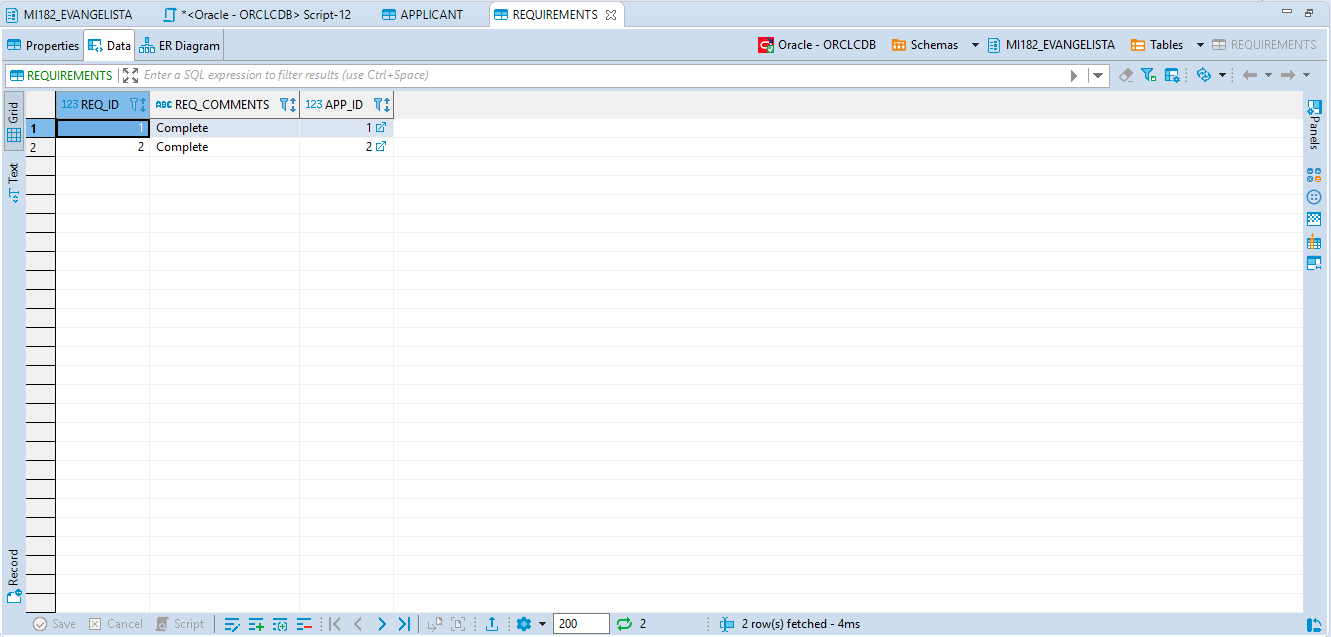 MI182_EVANGELISTA *<Oracle - ORCLCDB> Script-12 APPLICANT REQUIREMENTS
Properties Data ER Diagram Oracle - ORCLCDB Schemas MI182_EVANGELISTA Tables REQUIREMENTS
REQUIREMENTS Enter a SQL expression to filter results (use Ctrl+Space)
Grid
Text
Record
123 REQ_ID ABC REQ_COMMENTS 123 APP_ID
1 1 Complete 1
2 2 Complete 2
Panels
Save Cancel Script 200 2 2 row(s) fetched - 4ms